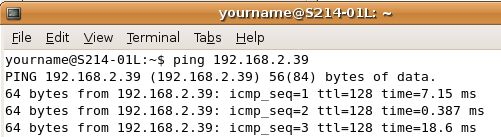 yourname@S214-01L: ~
File Edit View Terminal Tabs Help
yourname@S214-01L:~$ ping 192.168.2.39
PING 192.168.2.39 (192.168.2.39) 56(84) bytes of data.
64 bytes from 192.168.2.39: icmp_seq=1 ttl=128 time=7.15 ms
64 bytes from 192.168.2.39: icmp_seq=2 ttl=128 time=0.387 ms
64 bytes from 192.168.2.39: icmp_seq=3 ttl=128 time=18.6 ms